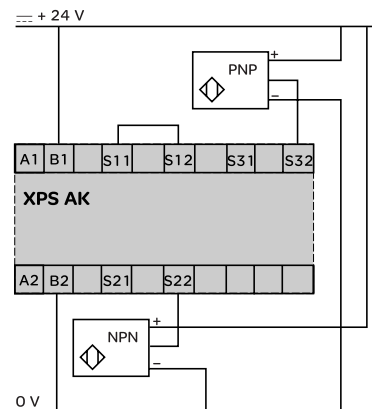 ⎓ + 24 V
+
PNP
−
A1 B1 S11 S12 S31 S32
XPS AK
A2 B2 S21 S22
+
NPN
−
0 V